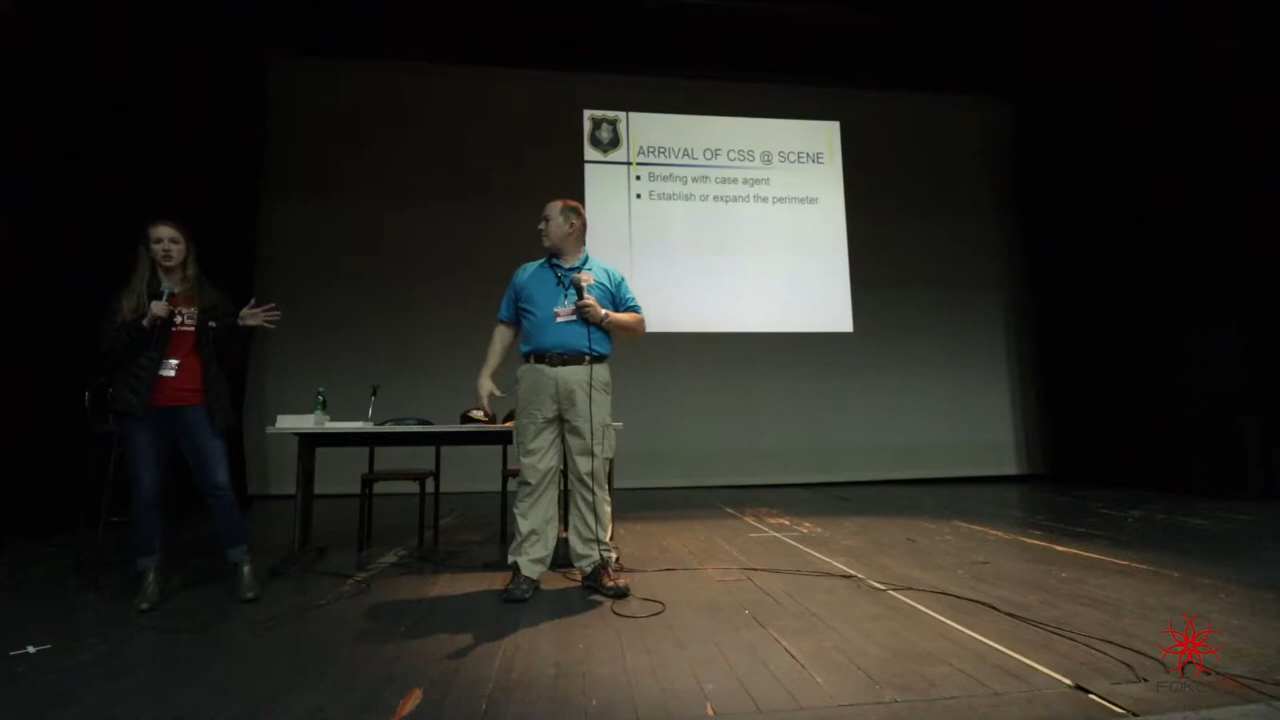 ARRIVAL OF CSS @ SCENE
▪ Briefing with case agent
▪ Establish or expand the perimeter